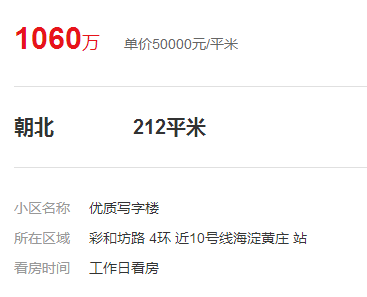 1060万 单价50000元/平米
朝北 212平米
小区名称 优质写字楼
所在区域 彩和坊路 4环 近10号线海淀黄庄 站
看房时间 工作日看房